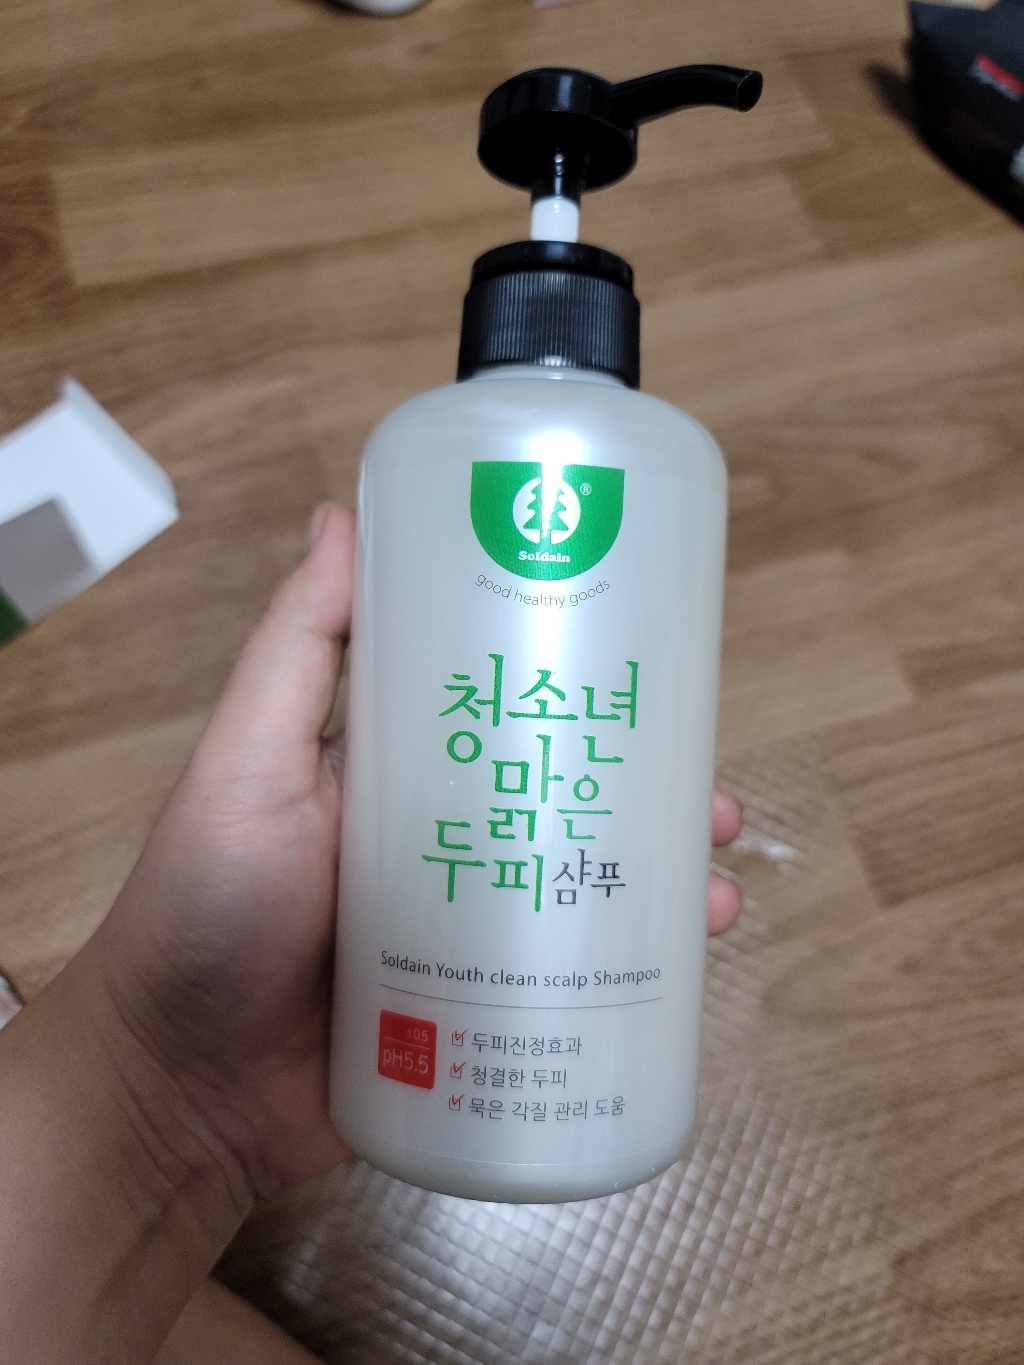 ®
Soldain
good healthy goods
청소년
맑은
두피샴푸
Soldain Youth clean scalp Shampoo
±0.5
pH5.5
두피진정효과
청결한 두피
묵은 각질 관리 도움